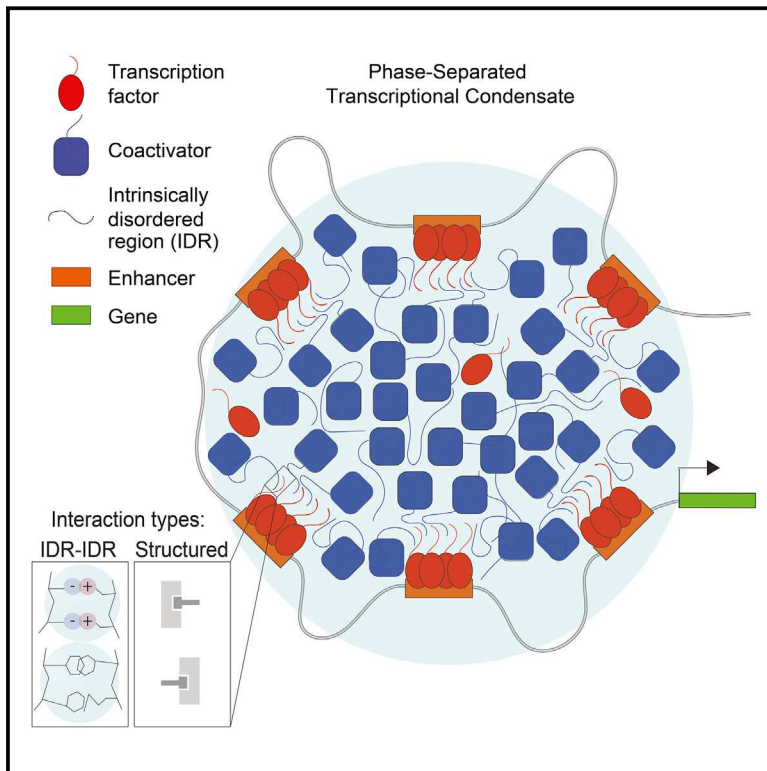 Transcription
factor
Coactivator
Intrinsically
disordered
region (IDR)
Enhancer
Gene
Phase-Separated
Transcriptional Condensate
Interaction types:
IDR-IDR Structured
- +
- +